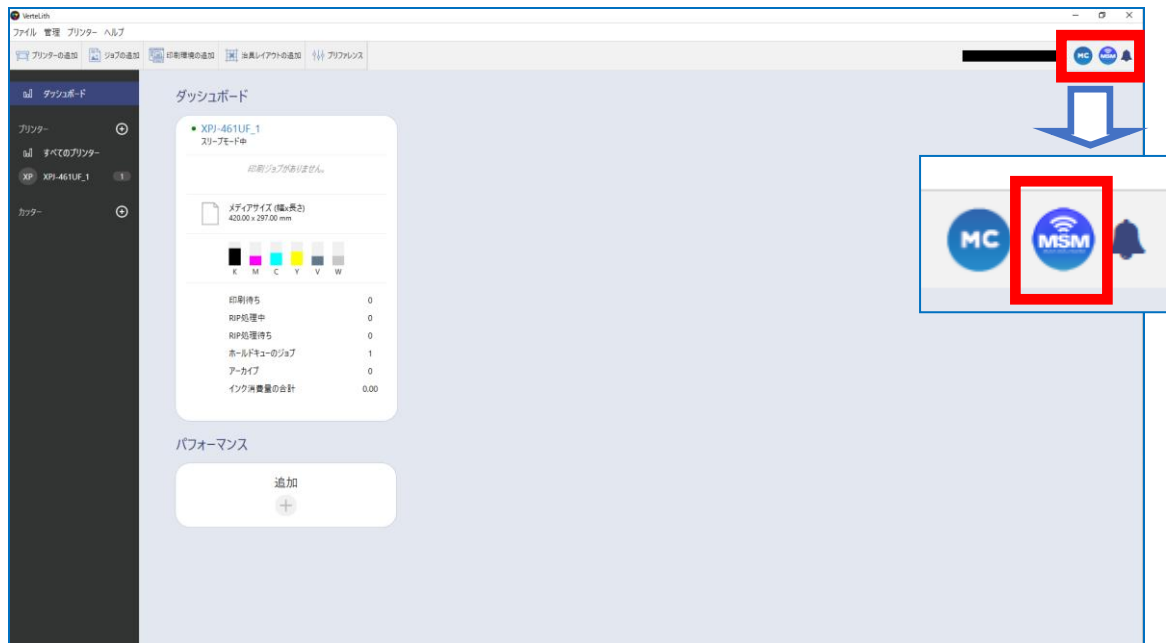 VerteLith
ファイル 管理 プリンター ヘルプ
プリンターの追加 ジョブの追加 印刷環境の追加 治具レイアウトの追加 プリファレンス
MC MSM
ダッシュボード
プリンター
すべてのプリンター
XP XPJ-461UF_1 1
カッター
ダッシュボード
XPJ-461UF_1
スリープモード中
印刷ジョブがありません。
メディアサイズ (幅x長さ)
420.00 x 297.00 mm
K M C Y V W
印刷待ち 0
RIP処理中 0
RIP処理待ち 0
ホールドキューのジョブ 1
アーカイブ 0
インク消費量の合計 0.00
パフォーマンス
追加
MC MSM